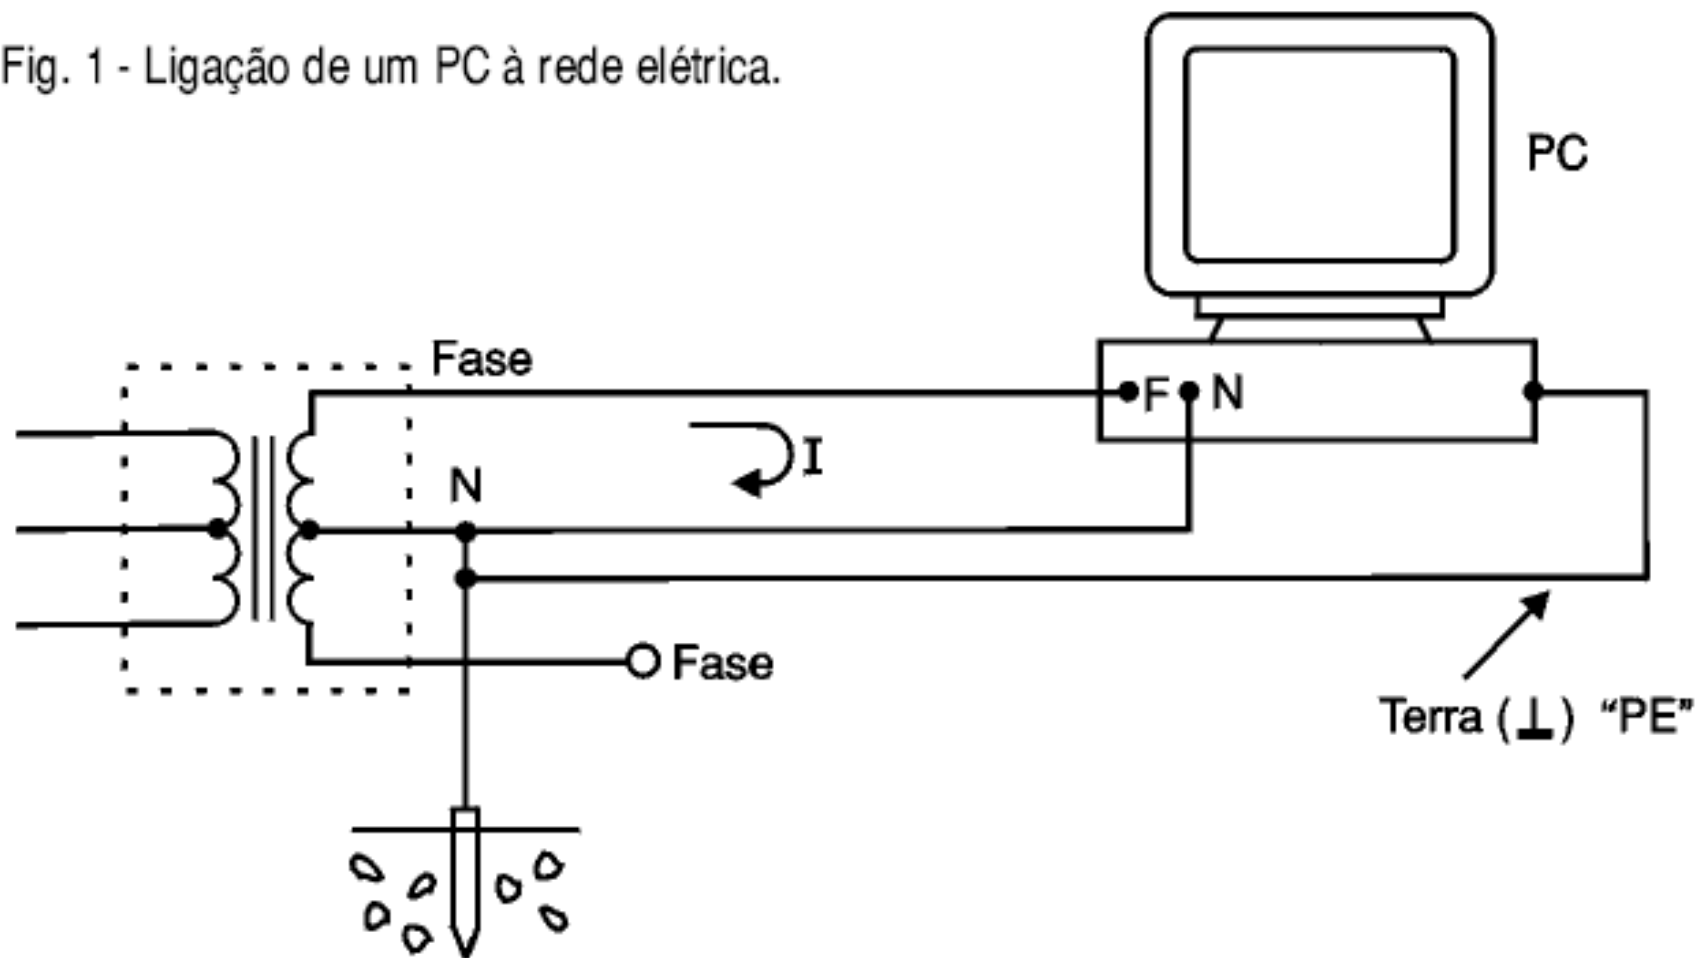 Fig. 1 - Ligação de um PC à rede elétrica.
PC
Fase
F N
I
N
Fase
Terra (⊥) “PE”